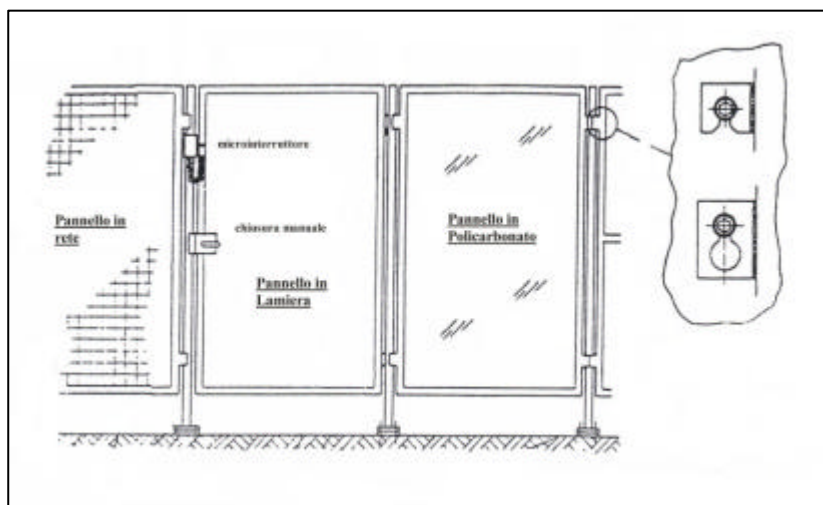 microinterruttore
Pannello in
rete
chiusura manuale
Pannello in
Policarbonato
Pannello in
Lamiera